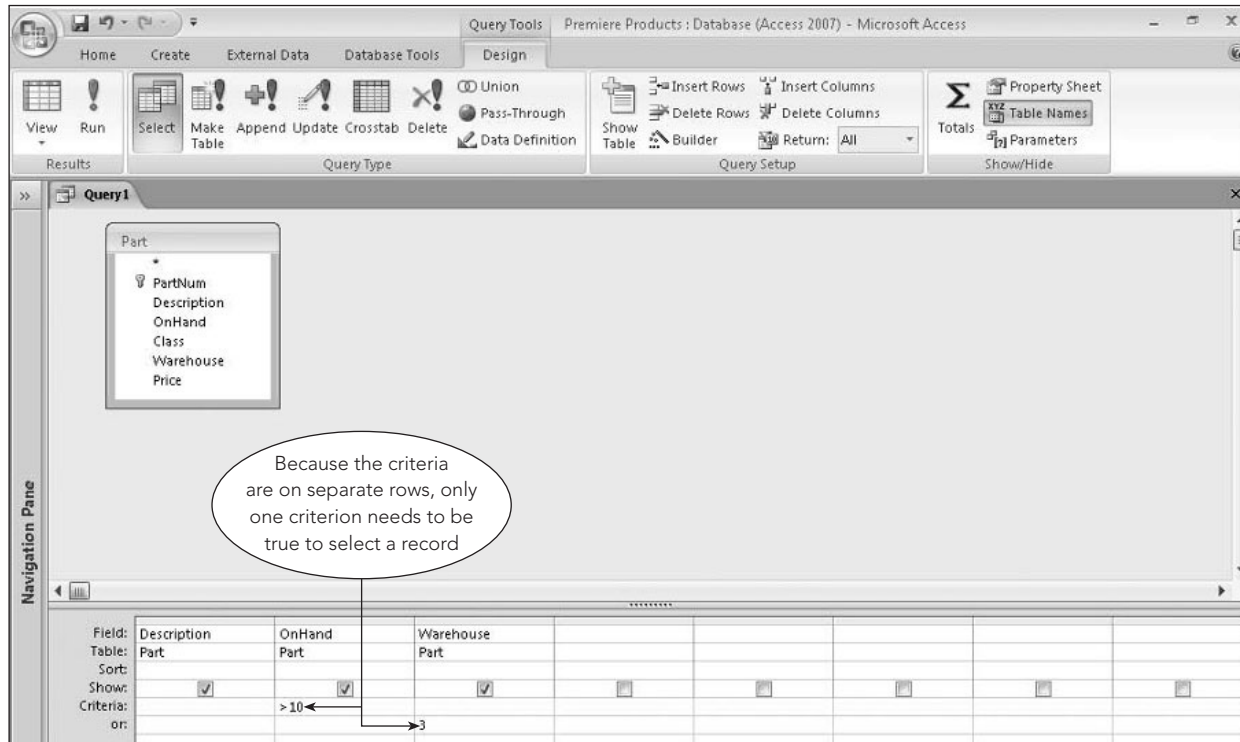 Query Tools Premiere Products : Database (Access 2007) - Microsoft Access
Home Create External Data Database Tools Design
View Run Select Make Table Append Update Crosstab Delete
Union
Pass-Through
Data Definition
Show Table
Insert Rows
Delete Rows
Builder
Insert Columns
Delete Columns
Return: All
Totals
Property Sheet
Table Names
Parameters
Results Query Type Query Setup Show/Hide
Query1
Part
*
PartNum
Description
OnHand
Class
Warehouse
Price
Because the criteria
are on separate rows, only
one criterion needs to be
true to select a record
Navigation Pane
Field: Description OnHand Warehouse
Table: Part Part Part
Sort:
Show:
Criteria: >10
or: 3